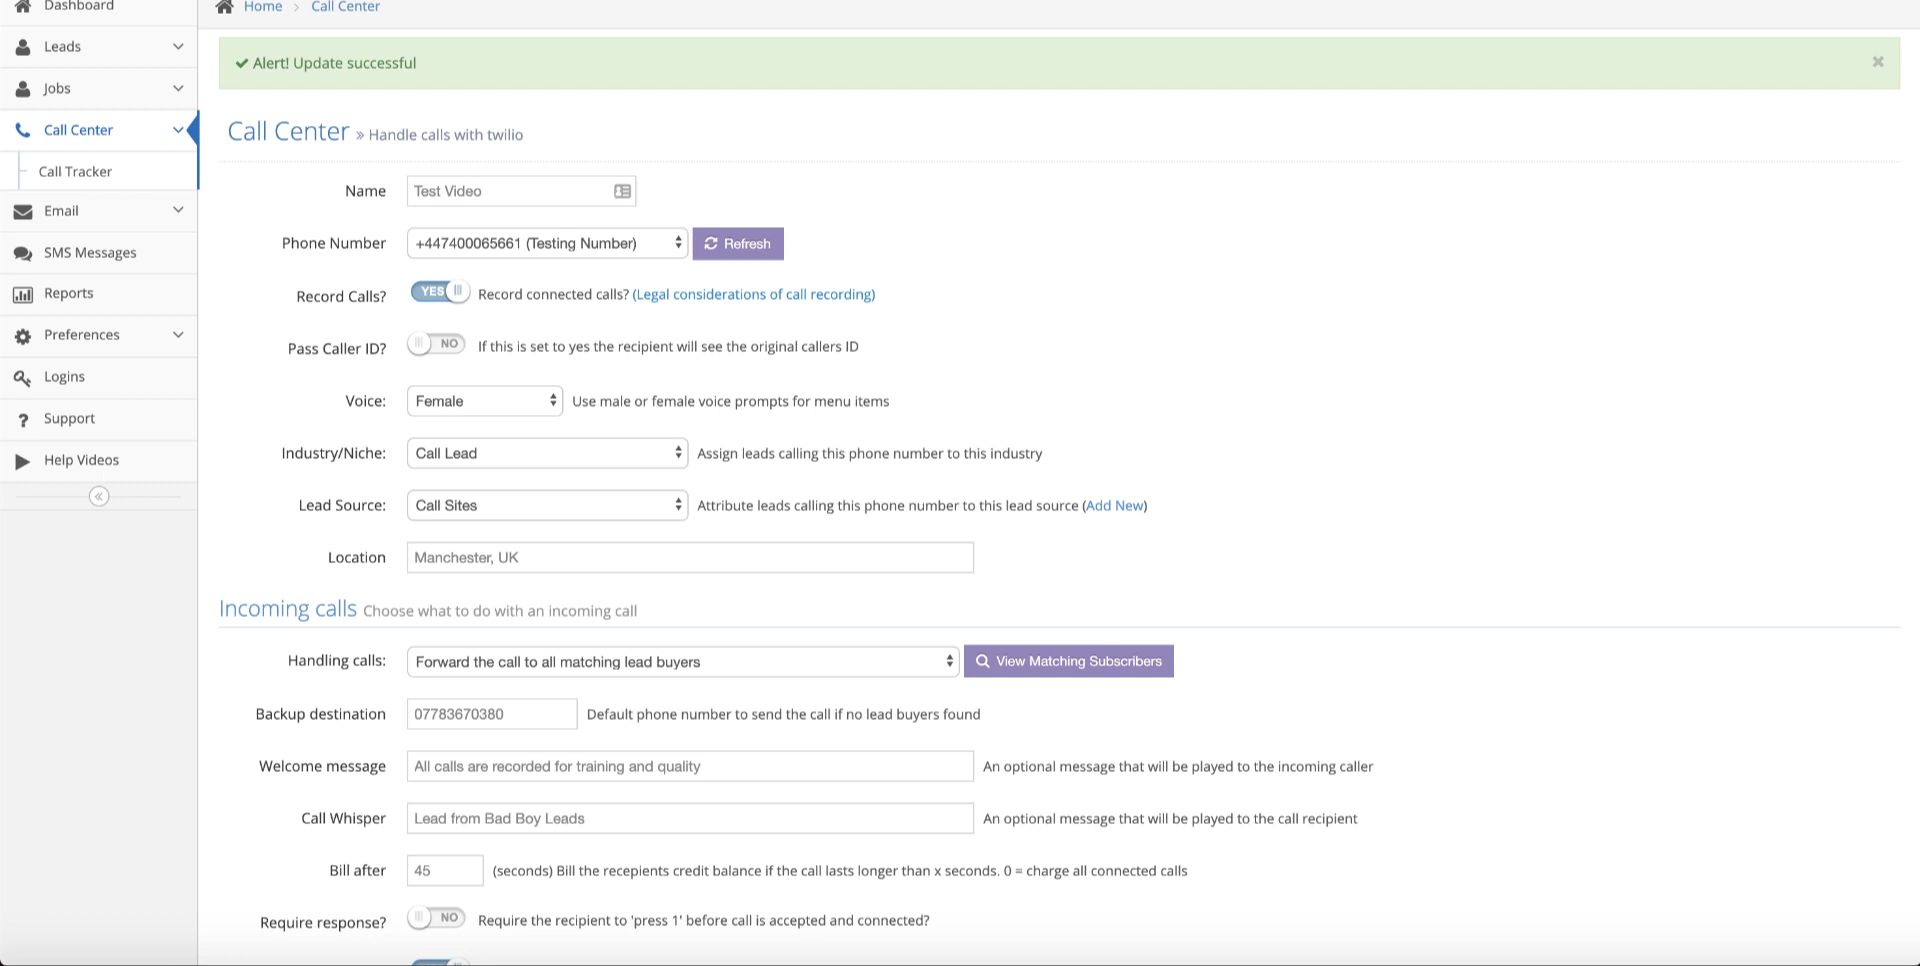 Dashboard
Home > Call Center
Leads
Alert! Update successful ×
Jobs
Call Center
Call Center » Handle calls with twilio
Call Tracker
Name Test Video
Email
Phone Number +447400065661 (Testing Number) Refresh
SMS Messages
Reports
Record Calls? YES Record connected calls? (Legal considerations of call recording)
Preferences
Pass Caller ID? NO If this is set to yes the recipient will see the original callers ID
Logins
Voice: Female Use male or female voice prompts for menu items
Support
Industry/Niche: Call Lead Assign leads calling this phone number to this industry
Help Videos
Lead Source: Call Sites Attribute leads calling this phone number to this lead source (Add New)
Location Manchester, UK
Incoming calls Choose what to do with an incoming call
Handling calls: Forward the call to all matching lead buyers View Matching Subscribers
Backup destination 07783670380 Default phone number to send the call if no lead buyers found
Welcome message All calls are recorded for training and quality An optional message that will be played to the incoming caller
Call Whisper Lead from Bad Boy Leads An optional message that will be played to the call recipient
Bill after 45 (seconds) Bill the recepients credit balance if the call lasts longer than x seconds. 0 = charge all connected calls
Require response? NO Require the recipient to 'press 1' before call is accepted and connected?